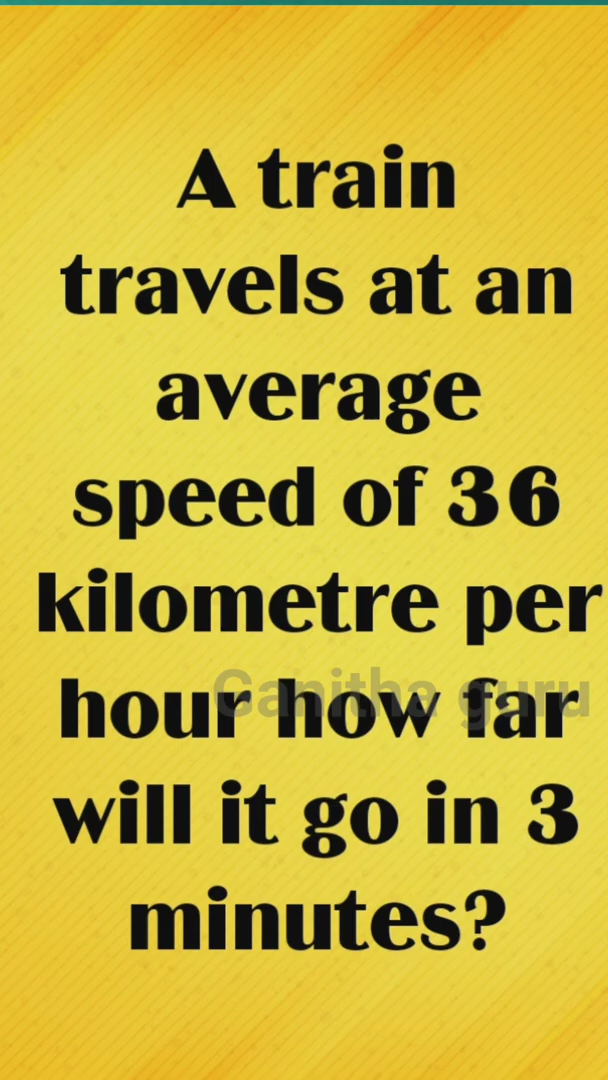 A train
travels at an
average
speed of 36
kilometre per
hour how far
Ganitha guru
will it go in 3
minutes?